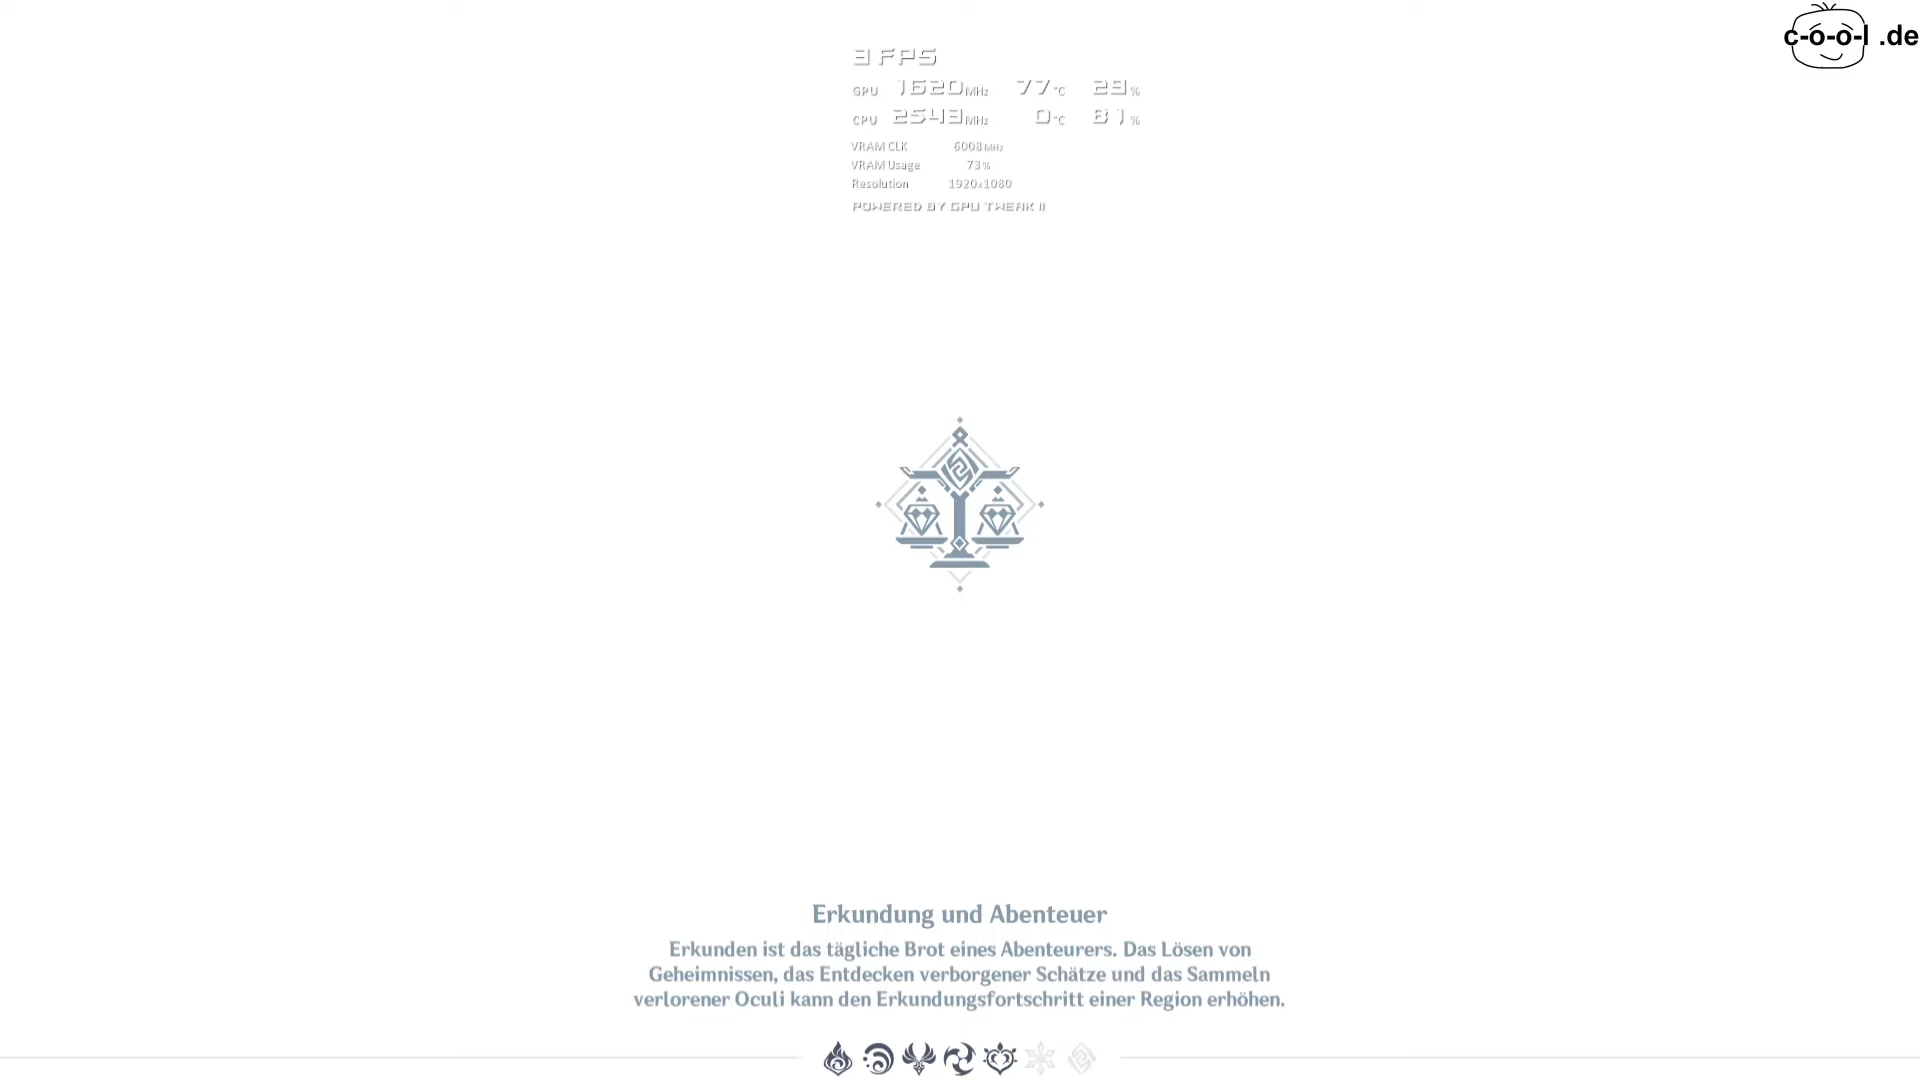 c-o-o-l .de
3 FPS
GPU 1620 MHz 77 °C 29 %
CPU 2543 MHz 0 °C 81 %
VRAM CLK 6008 MHz
VRAM Usage 73 %
Resolution 1920x1080
POWERED BY GPU TWEAK II
Erkundung und Abenteuer
Erkunden ist das tägliche Brot eines Abenteurers. Das Lösen von
Geheimnissen, das Entdecken verborgener Schätze und das Sammeln
verlorener Oculi kann den Erkundungsfortschritt einer Region erhöhen.